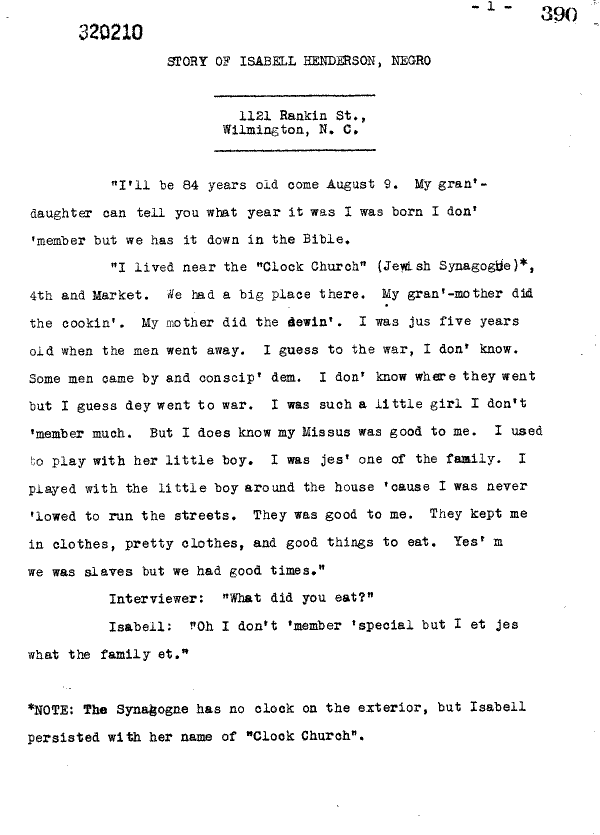 - 1 - 390
320210
STORY OF ISABELL HENDERSON, NEGRO
1121 Rankin St.,
Wilmington, N. C.
"I'll be 84 years old come August 9. My gran'-
daughter can tell you what year it was I was born I don'
'member but we has it down in the Bible.
"I lived near the "Clock Church" (Jewish Synagogue)*,
4th and Market. We had a big place there. My gran'-mother did
the cookin'. My mother did the sewin'. I was jus five years
old when the men went away. I guess to the war, I don' know.
Some men came by and conscip' dem. I don' know where they went
but I guess dey went to war. I was such a little girl I don't
'member much. But I does know my Missus was good to me. I used
to play with her little boy. I was jes' one of the family. I
played with the little boy around the house 'cause I was never
'lowed to run the streets. They was good to me. They kept me
in clothes, pretty clothes, and good things to eat. Yes' m
we was slaves but we had good times."
Interviewer: "What did you eat?"
Isabell: "Oh I don't 'member 'special but I et jes
what the family et."
*NOTE: The Synagogne has no clock on the exterior, but Isabell
persisted with her name of "Clock Church".